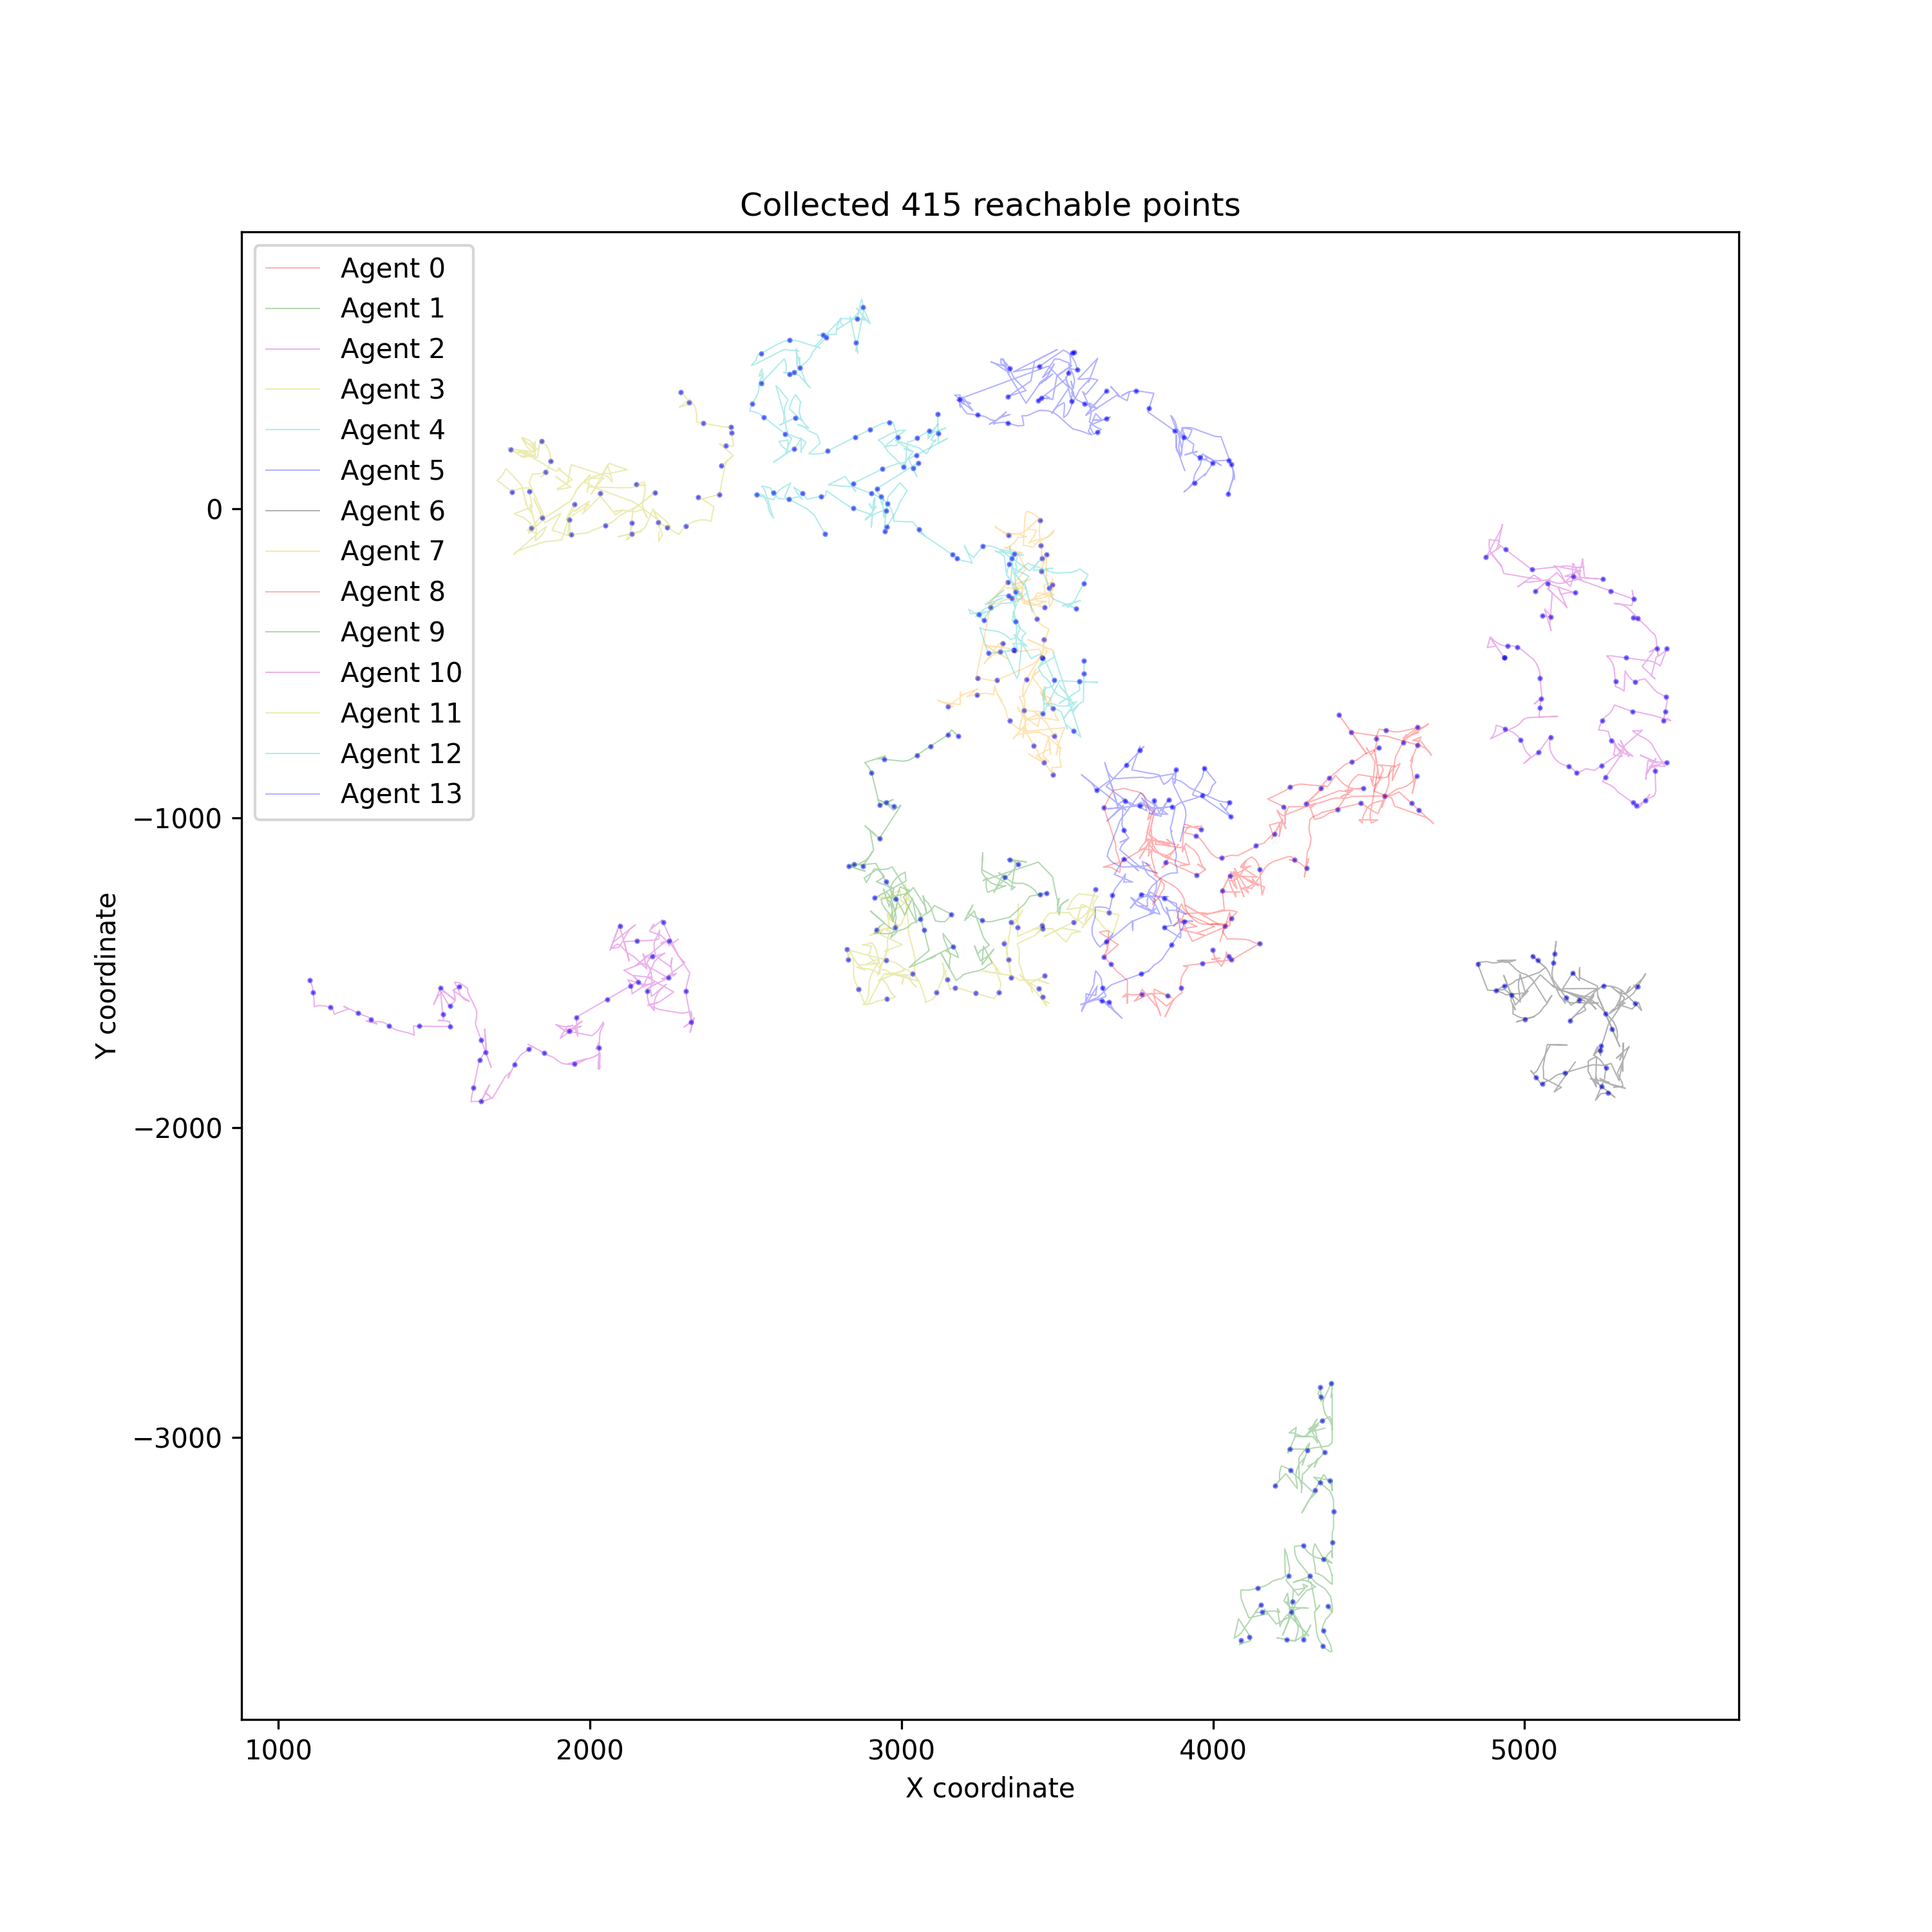 Collected 415 reachable points
Agent 0
Agent 1
Agent 2
Agent 3
Agent 4
Agent 5
Agent 6
Agent 7
Agent 8
Agent 9
Agent 10
Agent 11
Agent 12
Agent 13
0
−1000
−2000
−3000
Y coordinate
1000 2000 3000 4000 5000
X coordinate